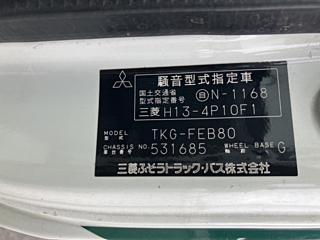 騒音型式指定車
国土交通省 型式指定番号 自 N-1168
三菱 H13-4P10F1
MODEL 型式 TKG-FEB80
CHASSIS NO. 車台番号 531685 WHEEL BASE 軸距 G
三菱ふそうトラック・バス株式会社